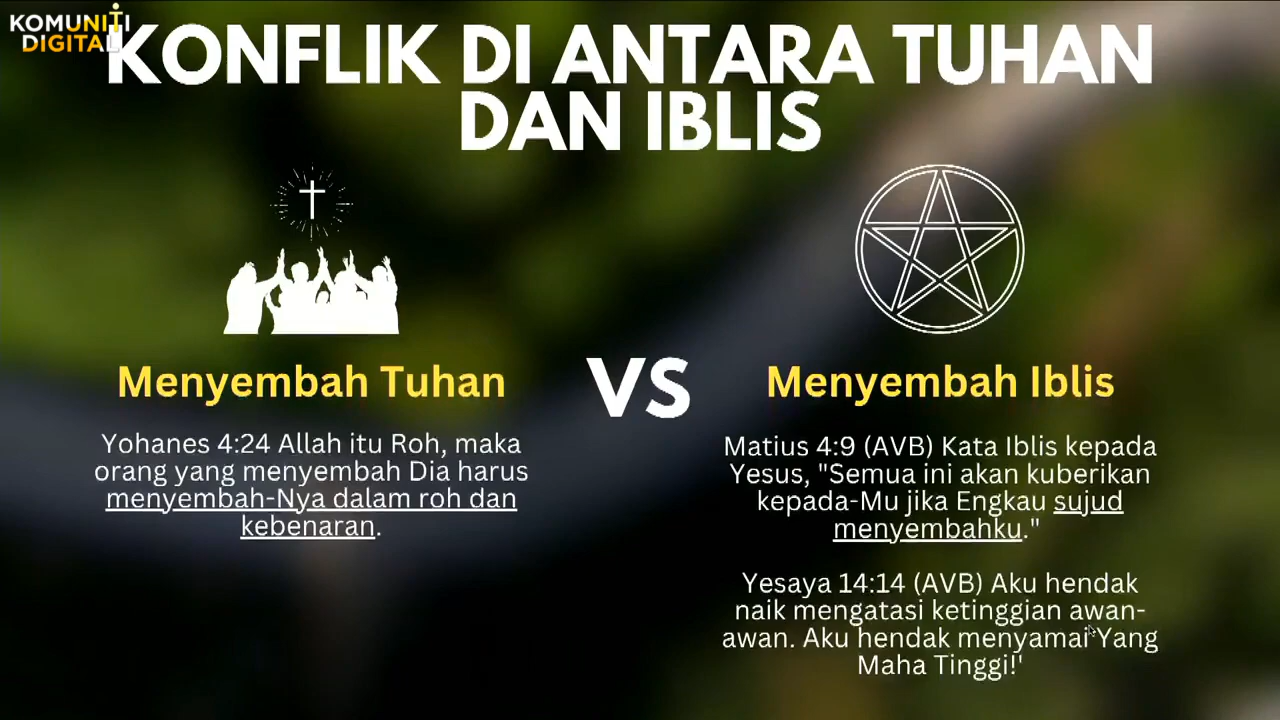 KOMUNITI
DIGITAL
KONFLIK DI ANTARA TUHAN
DAN IBLIS
Menyembah Tuhan
VS
Menyembah Iblis
Yohanes 4:24 Allah itu Roh, maka
orang yang menyembah Dia harus
menyembah-Nya dalam roh dan
kebenaran.
Matius 4:9 (AVB) Kata Iblis kepada
Yesus, "Semua ini akan kuberikan
kepada-Mu jika Engkau sujud
menyembahku."
Yesaya 14:14 (AVB) Aku hendak
naik mengatasi ketinggian awan-
awan. Aku hendak menyamai Yang
Maha Tinggi!'